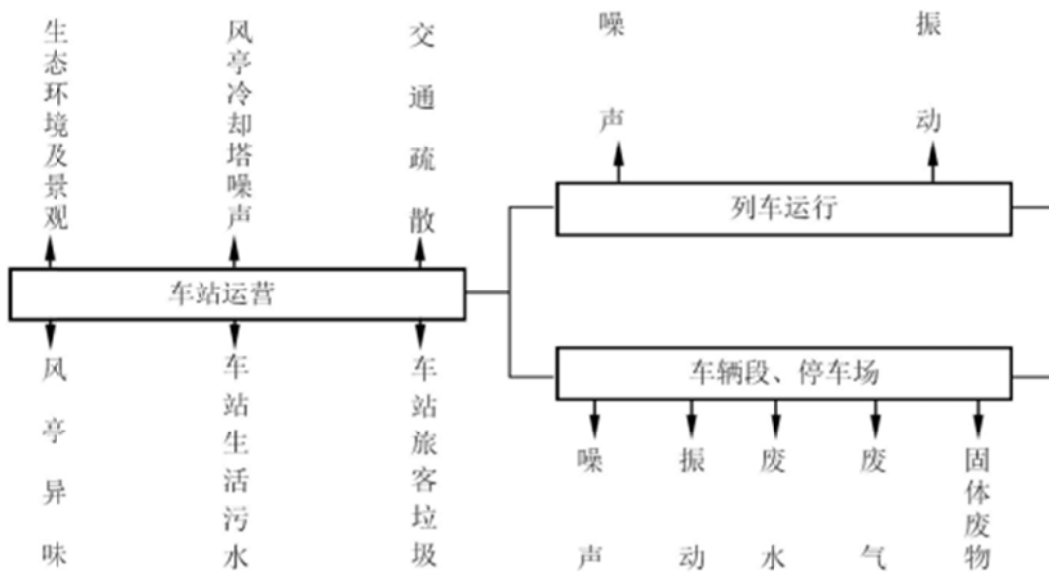 生态环境及景观
风亭冷却塔噪声
交通疏散
噪声
振动
列车运行
车站运营
车辆段、停车场
风亭异味
车站生活污水
车站旅客垃圾
噪声
振动
废水
废气
固体废物